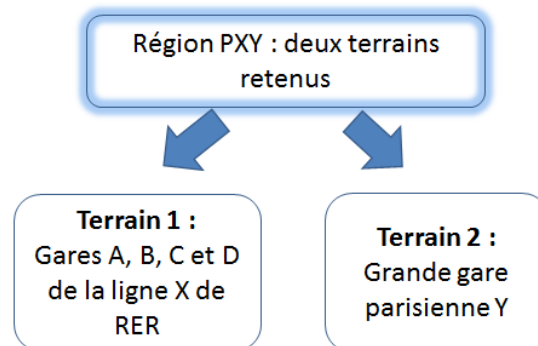 Région PXY : deux terrains
retenus
Terrain 1 :
Gares A, B, C et D
de la ligne X de
RER
Terrain 2 :
Grande gare
parisienne Y